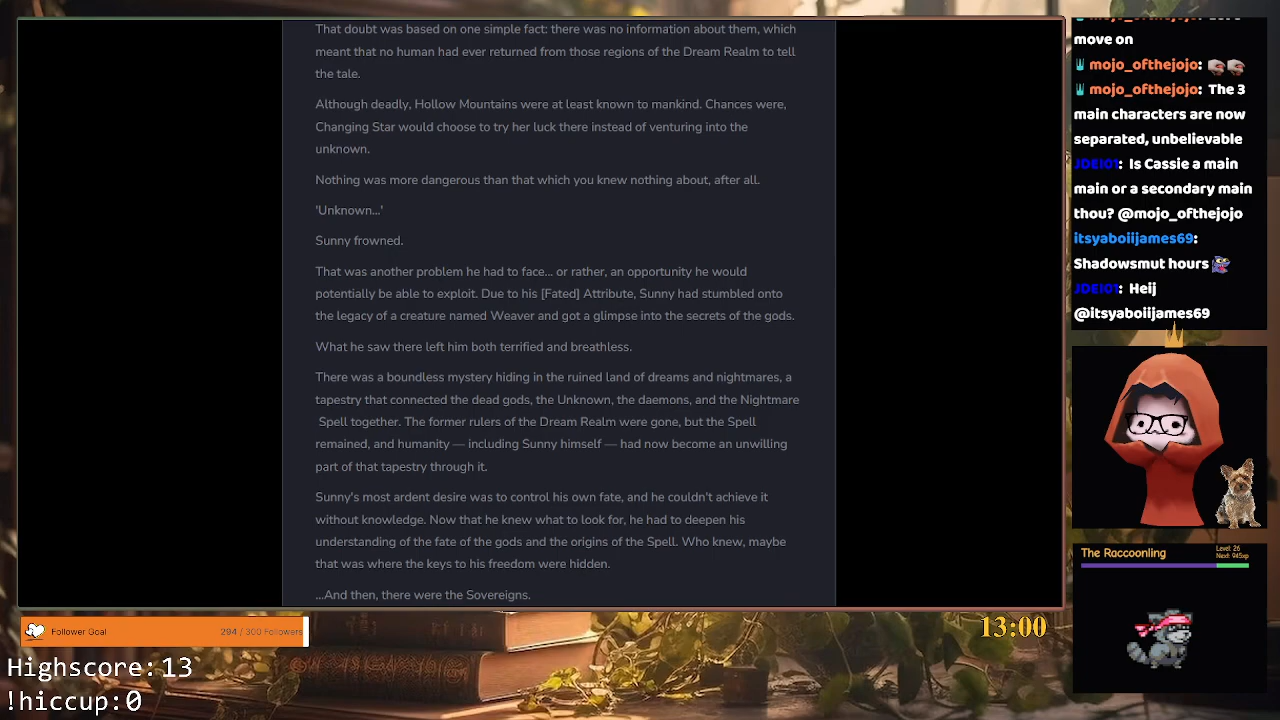 That doubt was based on one simple fact: there was no information about them, which
meant that no human had ever returned from those regions of the Dream Realm to tell
the tale.
Although deadly, Hollow Mountains were at least known to mankind. Chances were,
Changing Star would choose to try her luck there instead of venturing into the
unknown.
Nothing was more dangerous than that which you knew nothing about, after all.
'Unknown...'
Sunny frowned.
That was another problem he had to face... or rather, an opportunity he would
potentially be able to exploit. Due to his [Fated] Attribute, Sunny had stumbled onto
the legacy of a creature named Weaver and got a glimpse into the secrets of the gods.
What he saw there left him both terrified and breathless.
There was a boundless mystery hiding in the ruined land of dreams and nightmares, a
tapestry that connected the dead gods, the Unknown, the daemons, and the Nightmare
Spell together. The former rulers of the Dream Realm were gone, but the Spell
remained, and humanity — including Sunny himself — had now become an unwilling
part of that tapestry through it.
Sunny's most ardent desire was to control his own fate, and he couldn't achieve it
without knowledge. Now that he knew what to look for, he had to deepen his
understanding of the fate of the gods and the origins of the Spell. Who knew, maybe
that was where the keys to his freedom were hidden.
...And then, there were the Sovereigns.
move on
mojo_ofthejojo:
mojo_ofthejojo: The 3
main characters are now
separated, unbelievable
JDEI01: Is Cassie a main
main or a secondary main
thou? @mojo_ofthejojo
itsyaboiijames69:
Shadowsmut hours
JDEI01: Heij
@itsyaboiijames69
The Raccoonling
Level: 26
Next: 945xp
Follower Goal
294 / 300 Followers
13:00
Highscore:13
!hiccup:0